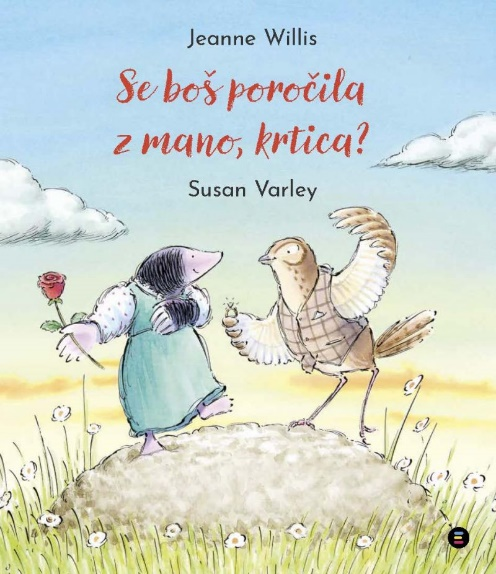 Jeanne Willis
Se boš poročila
z mano, krtica?
Susan Varley